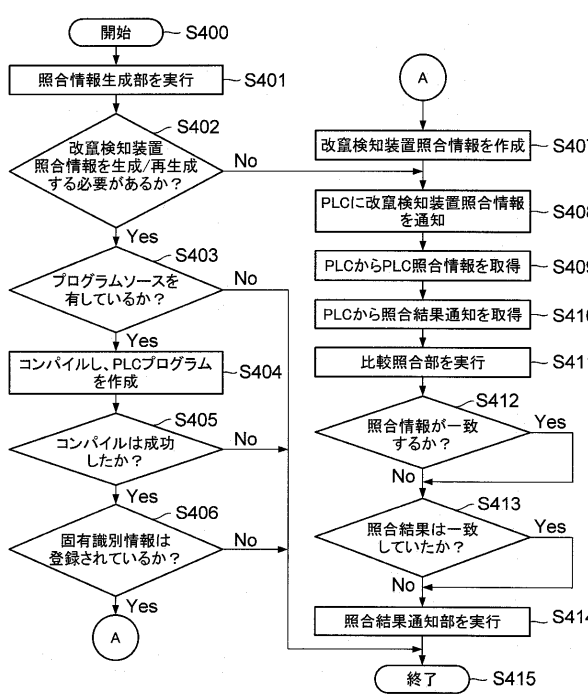 開始
S400
照合情報生成部を実行
S401
S402
改竄検知装置
照合情報を生成/再生成
する必要があるか?
No
Yes
S403
プログラムソースを
有しているか?
No
Yes
コンパイルし、PLCプログラム
を作成
S404
S405
コンパイルは成功
したか?
No
Yes
S406
固有識別情報は
登録されているか?
No
Yes
A
A
改竄検知装置照合情報を作成
S407
PLCに改竄検知装置照合情報
を通知
S408
PLCからPLC照合情報を取得
S409
PLCから照合結果通知を取得
S410
比較照合部を実行
S411
S412
照合情報が一致
するか?
Yes
No
S413
照合結果は一致
していたか?
Yes
No
照合結果通知部を実行
S414
終了
S415